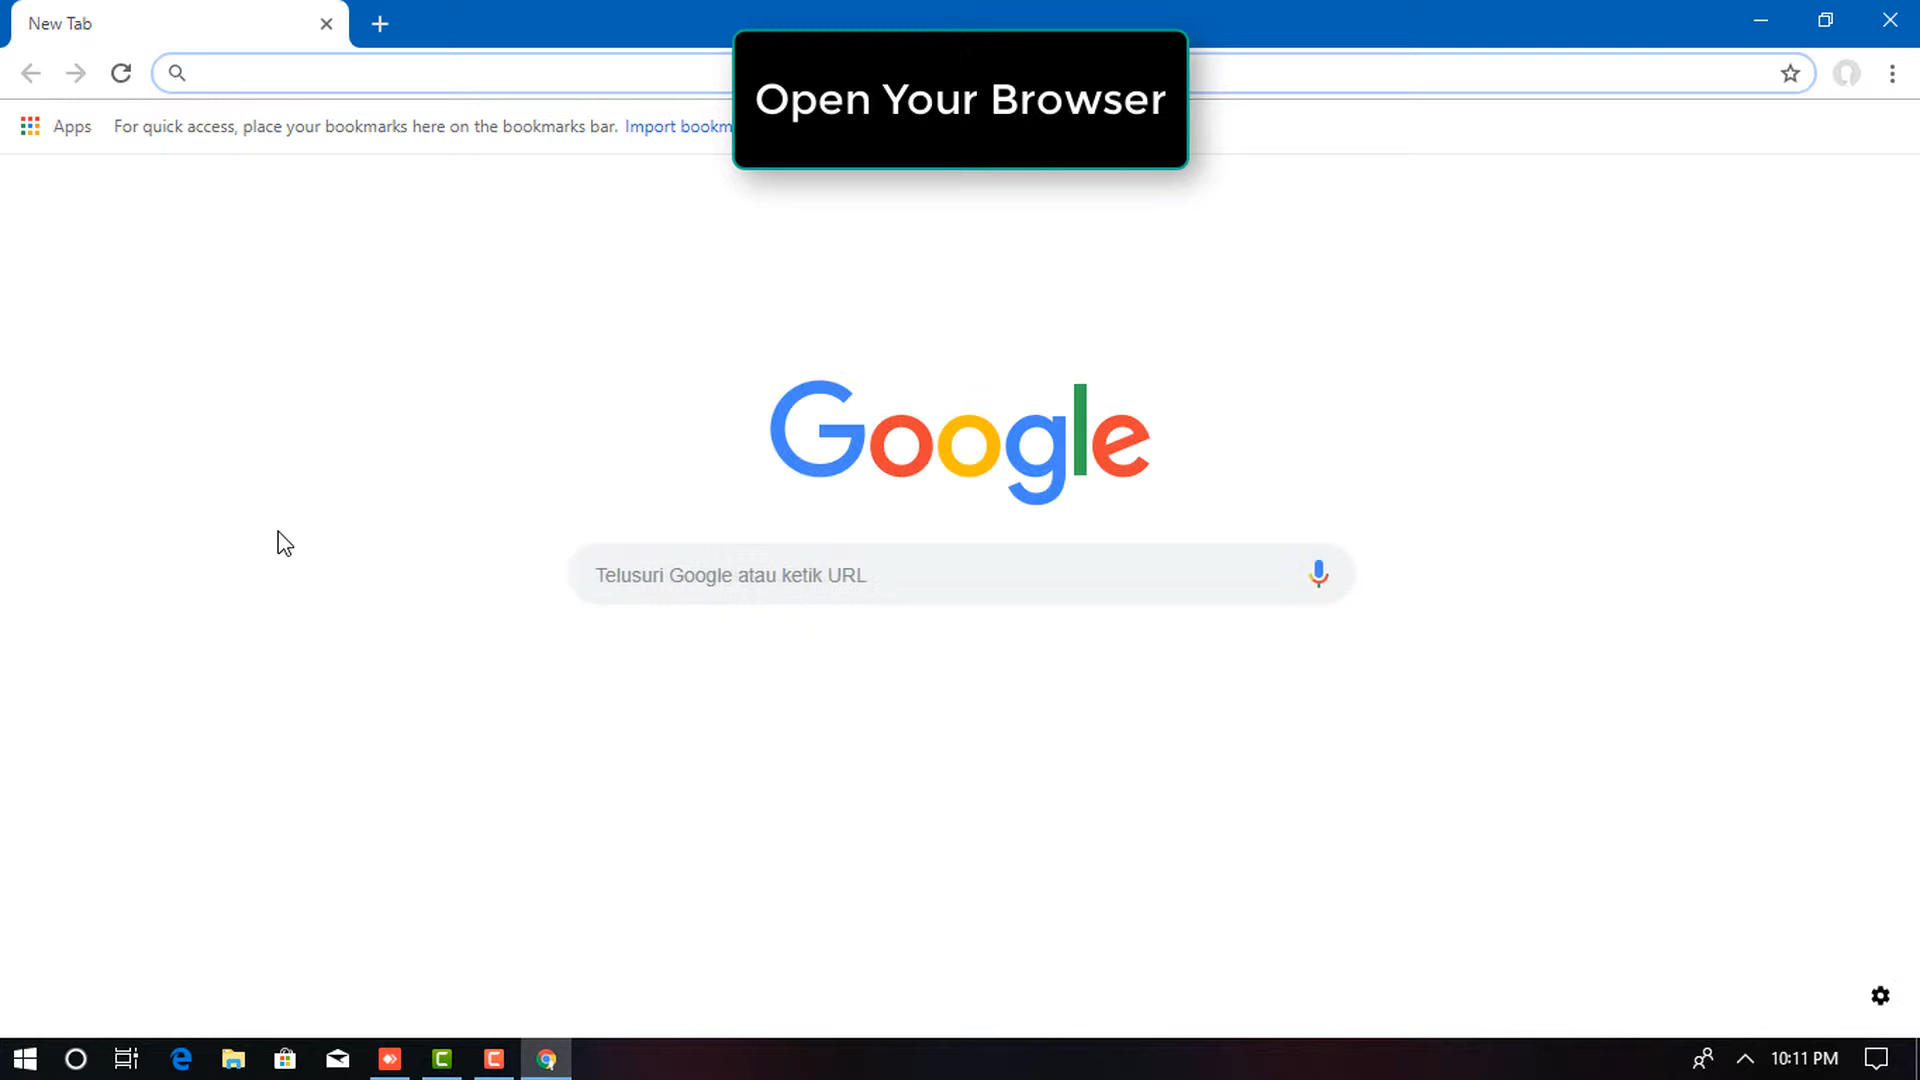 New Tab
Open Your Browser
Apps
For quick access, place your bookmarks here on the bookmarks bar. Import bookm
Google
Telusuri Google atau ketik URL
10:11 PM